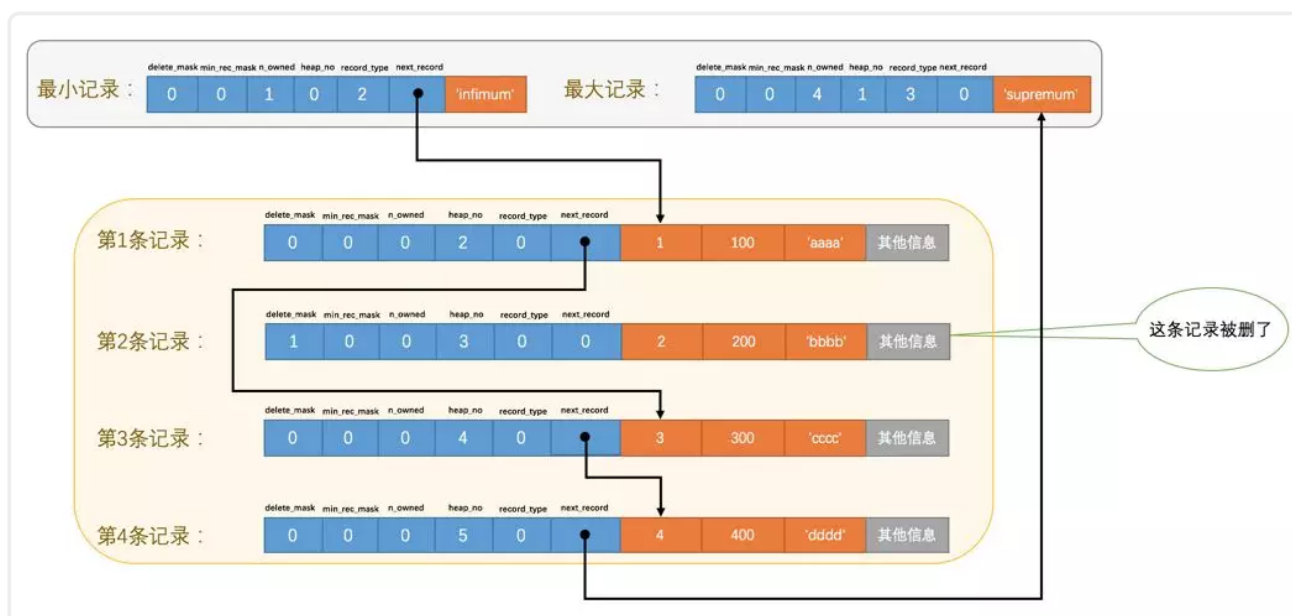 delete_mask min_rec_mask n_owned heap_no record_type next_record
最小记录： 0 0 1 0 2 'infimum'
delete_mask min_rec_mask n_owned heap_no record_type next_record
最大记录： 0 0 4 1 3 0 'supremum'
delete_mask min_rec_mask n_owned heap_no record_type next_record
第1条记录： 0 0 0 2 0 1 100 'aaaa' 其他信息
delete_mask min_rec_mask n_owned heap_no record_type next_record
第2条记录： 1 0 0 3 0 0 2 200 'bbbb' 其他信息
这条记录被删了
delete_mask min_rec_mask n_owned heap_no record_type next_record
第3条记录： 0 0 0 4 0 3 300 'cccc' 其他信息
delete_mask min_rec_mask n_owned heap_no record_type next_record
第4条记录： 0 0 0 5 0 4 400 'dddd' 其他信息